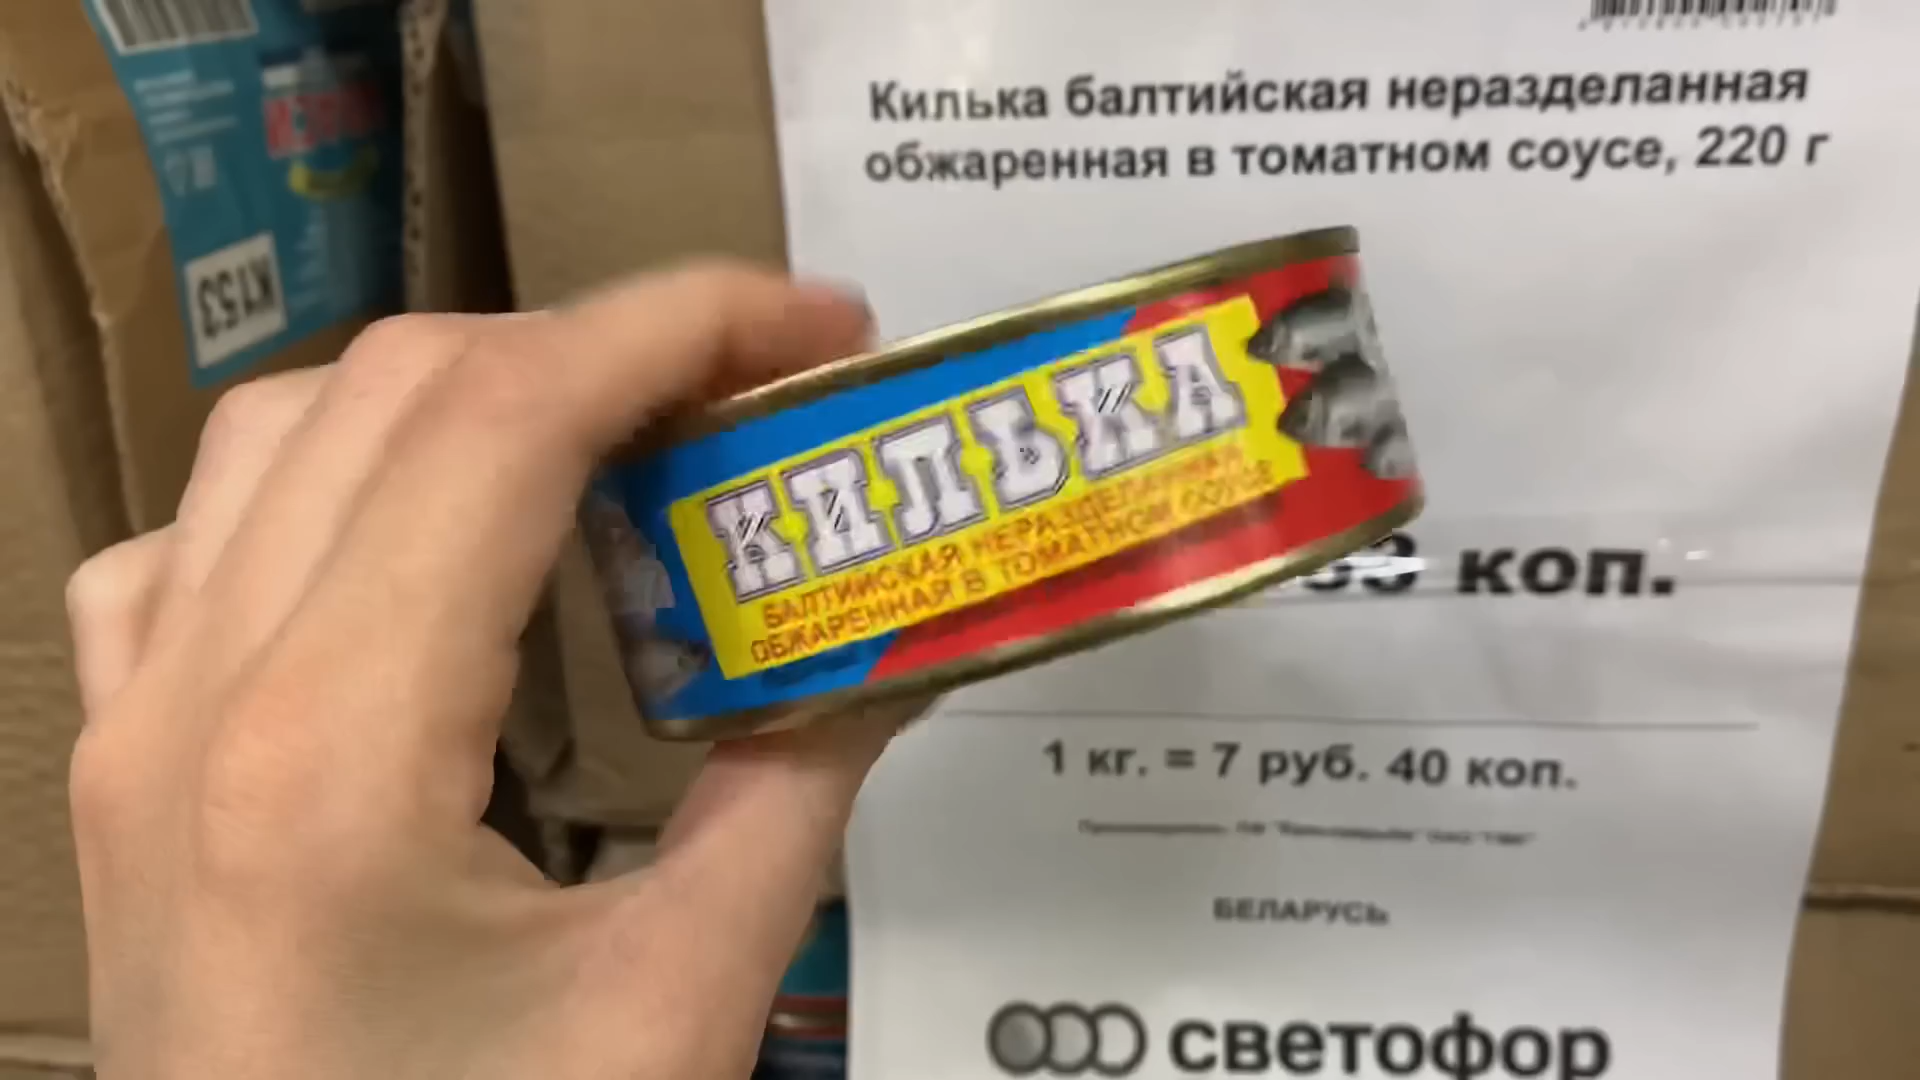 Килька балтийская неразделанная
обжаренная в томатном соусе, 220 г
КИЛЬКА
БАЛТИЙСКАЯ НЕРАЗДЕЛАННАЯ
ОБЖАРЕННАЯ В ТОМАТНОМ СОУСЕ
коп.
1 кг. = 7 руб. 40 коп.
БЕЛАРУСЬ
светофор
К153